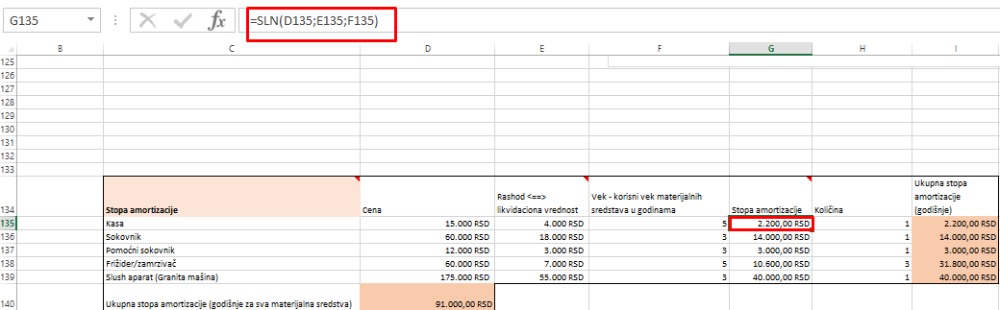 G135 fx =SLN(D135;E135;F135)
B C D E F G H I
125
126
127
128
129
130
131
132
133
134 Stopa amortizacije Cena Rashod <==> likvidaciona vrednost Vek - korisni vek materijalnih sredstava u godinama Stopa amortizacije Količina Ukupna stopa amortizacije (godišnje)
135 Kasa 15.000 RSD 4.000 RSD 5 2.200,00 RSD 1 2.200,00 RSD
136 Sokovnik 60.000 RSD 18.000 RSD 3 14.000,00 RSD 1 14.000,00 RSD
137 Pomoćni sokovnik 12.000 RSD 3.000 RSD 3 3.000,00 RSD 1 3.000,00 RSD
138 Frižider/zamrzivač 60.000 RSD 7.000 RSD 5 10.600,00 RSD 3 31.800,00 RSD
139 Slush aparat (Granita mašina) 175.000 RSD 55.000 RSD 3 40.000,00 RSD 1 40.000,00 RSD
140 Ukupna stopa amortizacije (godišnje za sva materijalna sredstva) 91.000,00 RSD